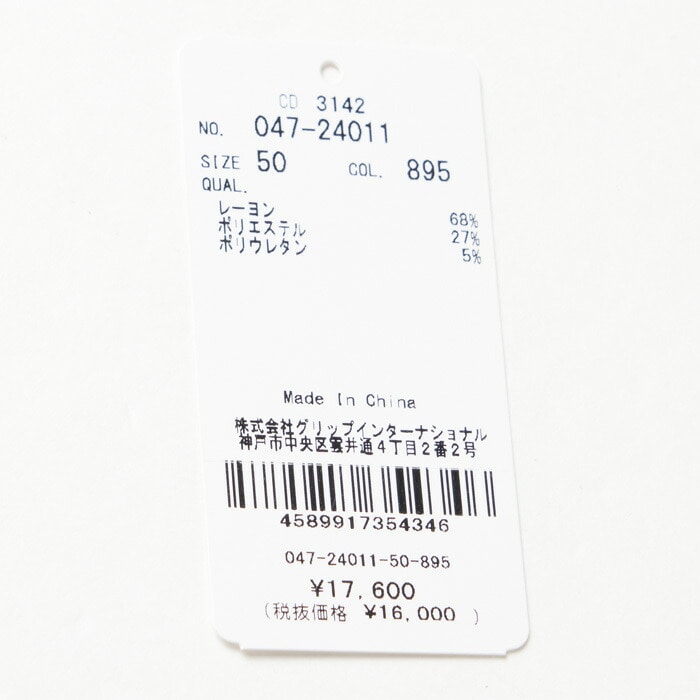 CD 3142
NO. 047-24011
SIZE 50 COL. 895
QUAL.
レーヨン 68%
ポリエステル 27%
ポリウレタン 5%
Made In China
株式会社グリップインターナショナル
神戸市中央区雲井通4丁目2番2号
4589917354346
047-24011-50-895
¥17,600
(税抜価格 ¥16,000 )